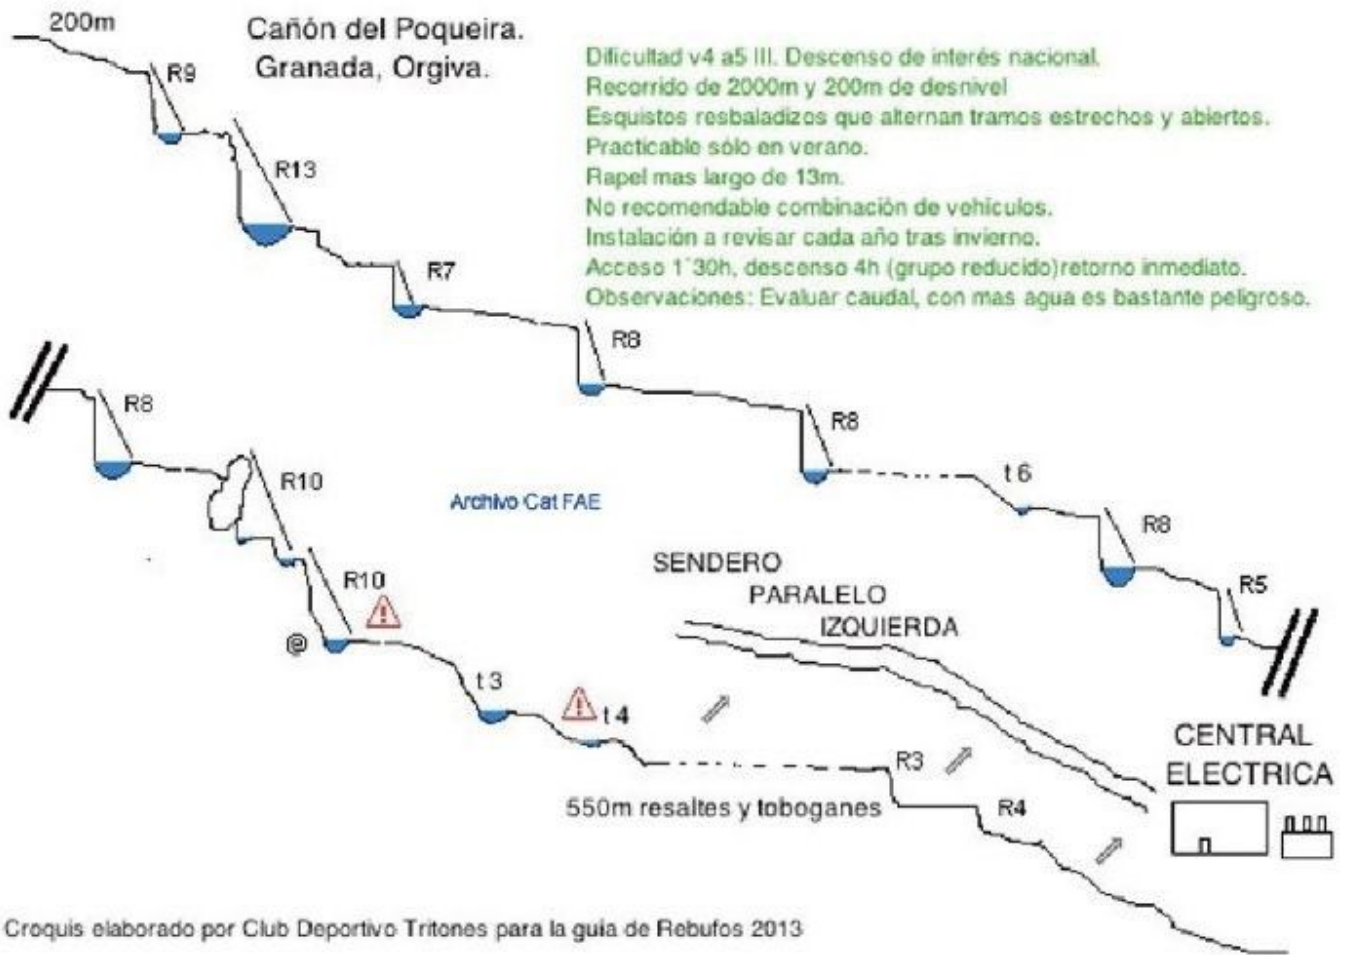 200m
Cañón del Poqueira.
Granada, Orgiva.
Dificultad v4 a5 III. Descenso de interés nacional.
Recorrido de 2000m y 200m de desnivel
Esquistos resbaladizos que alternan tramos estrechos y abiertos.
Practicable sólo en verano.
Rapel mas largo de 13m.
No recomendable combinación de vehículos.
Instalación a revisar cada año tras invierno.
Acceso 1´30h, descenso 4h (grupo reducido)retorno inmediato.
Observaciones: Evaluar caudal, con mas agua es bastante peligroso.
R9
R13
R7
R8
R8
t 6
R8
R5
R8
R10
R10
@
t 3
t 4
Archivo Cat FAE
SENDERO
PARALELO
IZQUIERDA
R3
R4
550m resaltes y toboganes
CENTRAL
ELECTRICA
Croquis elaborado por Club Deportivo Tritones para la guia de Rebufos 2013